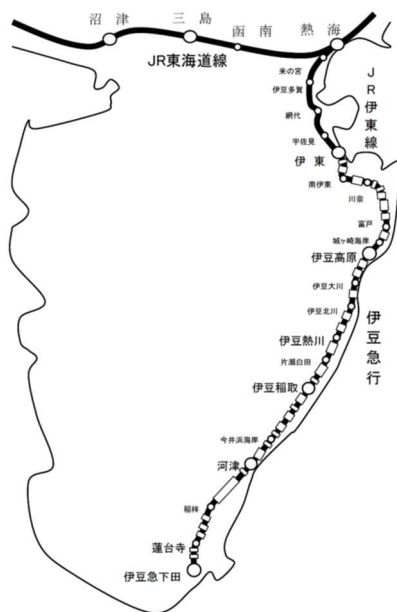 沼津
三島
函南
熱海
JR東海道線
来の宮
伊豆多賀
JR伊東線
網代
宇佐見
伊東
南伊東
川奈
富戸
城ヶ崎海岸
伊豆高原
伊豆大川
伊豆北川
伊豆急行
伊豆熱川
片瀬白田
伊豆稲取
今井浜海岸
河津
稲梓
蓮台寺
伊豆急下田